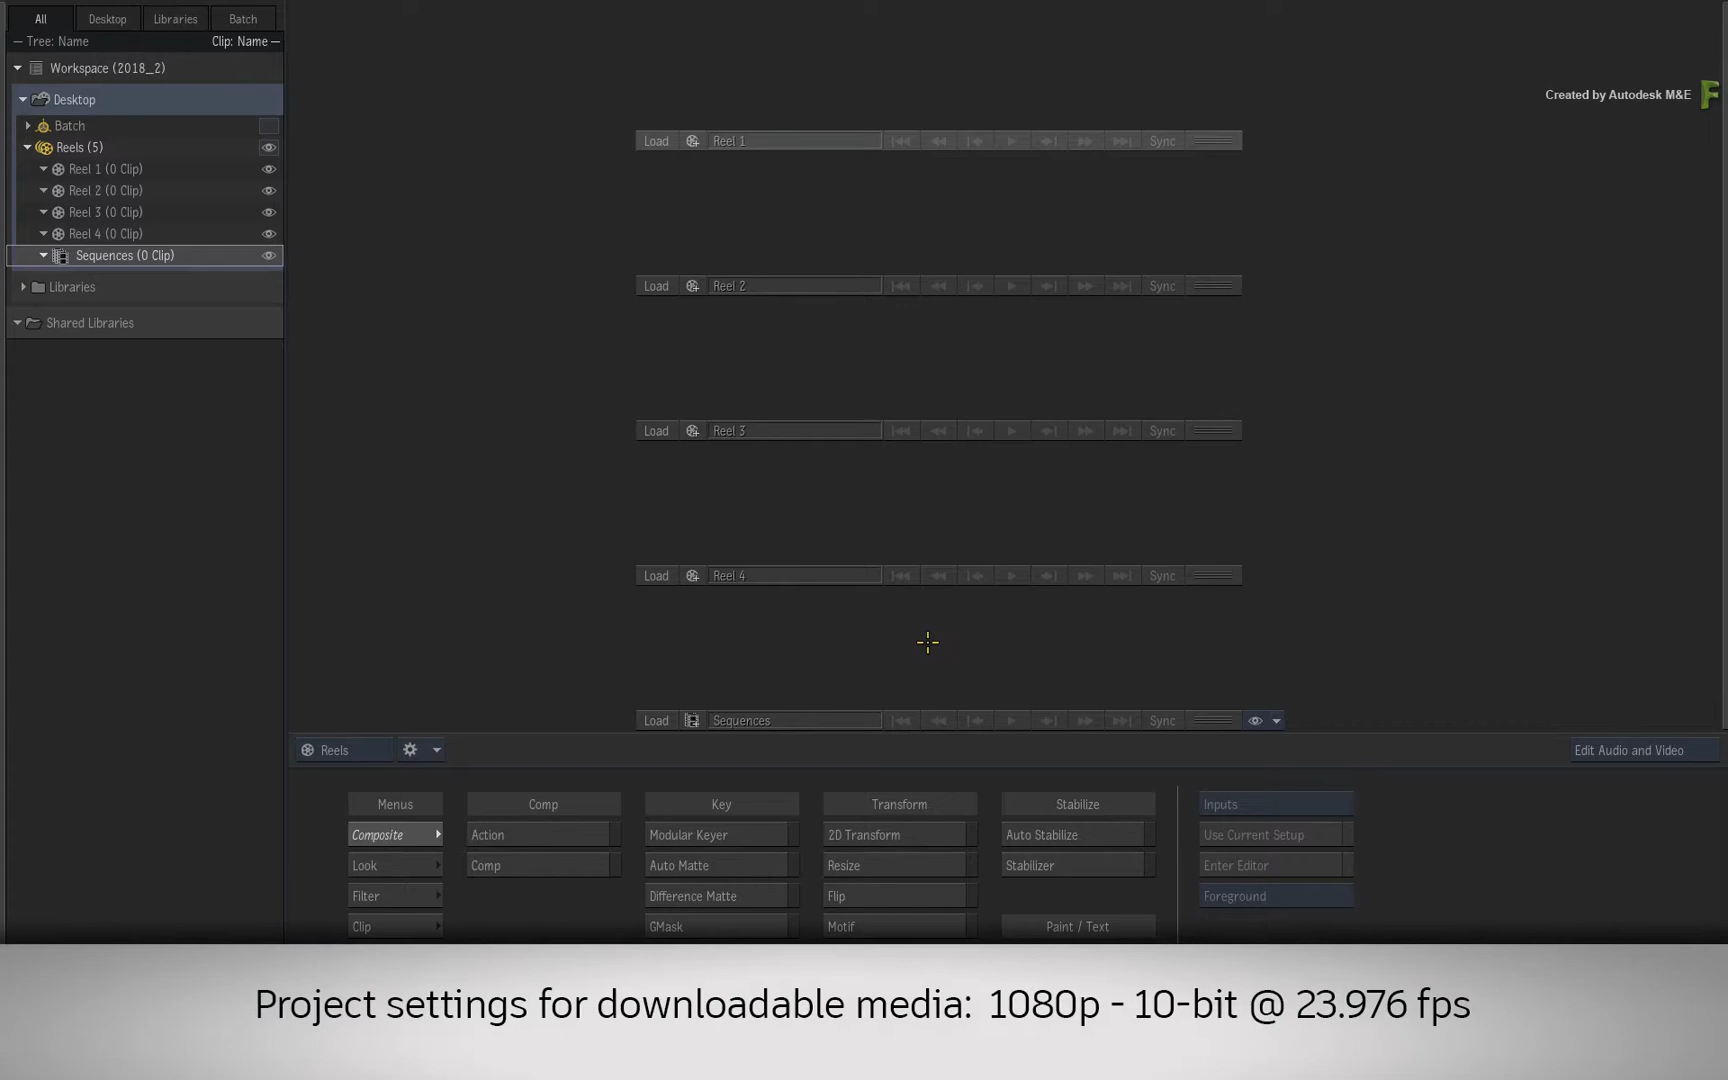 All Desktop Libraries Batch
Tree: Name Clip: Name
Workspace (2018_2)
Desktop
Batch
Reels (5)
Reel 1 (0 Clip)
Reel 2 (0 Clip)
Reel 3 (0 Clip)
Reel 4 (0 Clip)
Sequences (0 Clip)
Libraries
Shared Libraries
Created by Autodesk M&E
Load Reel 1 Sync
Load Reel 2 Sync
Load Reel 3 Sync
Load Reel 4 Sync
Load Sequences Sync
Reels Edit Audio and Video
Menus Comp Key Transform Stabilize Inputs
Composite Action Modular Keyer 2D Transform Auto Stabilize Use Current Setup
Look Comp Auto Matte Resize Stabilizer Enter Editor
Filter Difference Matte Flip Foreground
Clip GMask Motif Paint / Text
Project settings for downloadable media: 1080p - 10-bit @ 23.976 fps